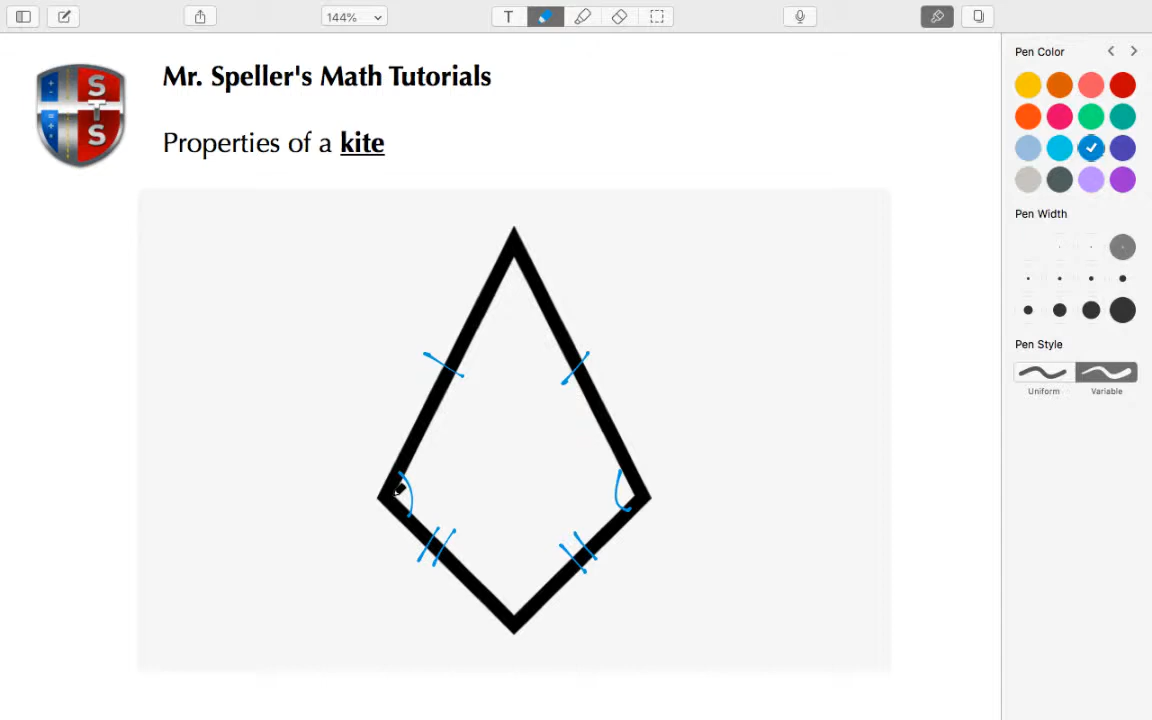 144%
T
Pen Color
Mr. Speller's Math Tutorials
S
T
S
Properties of a kite
Pen Width
Pen Style
Uniform
Variable